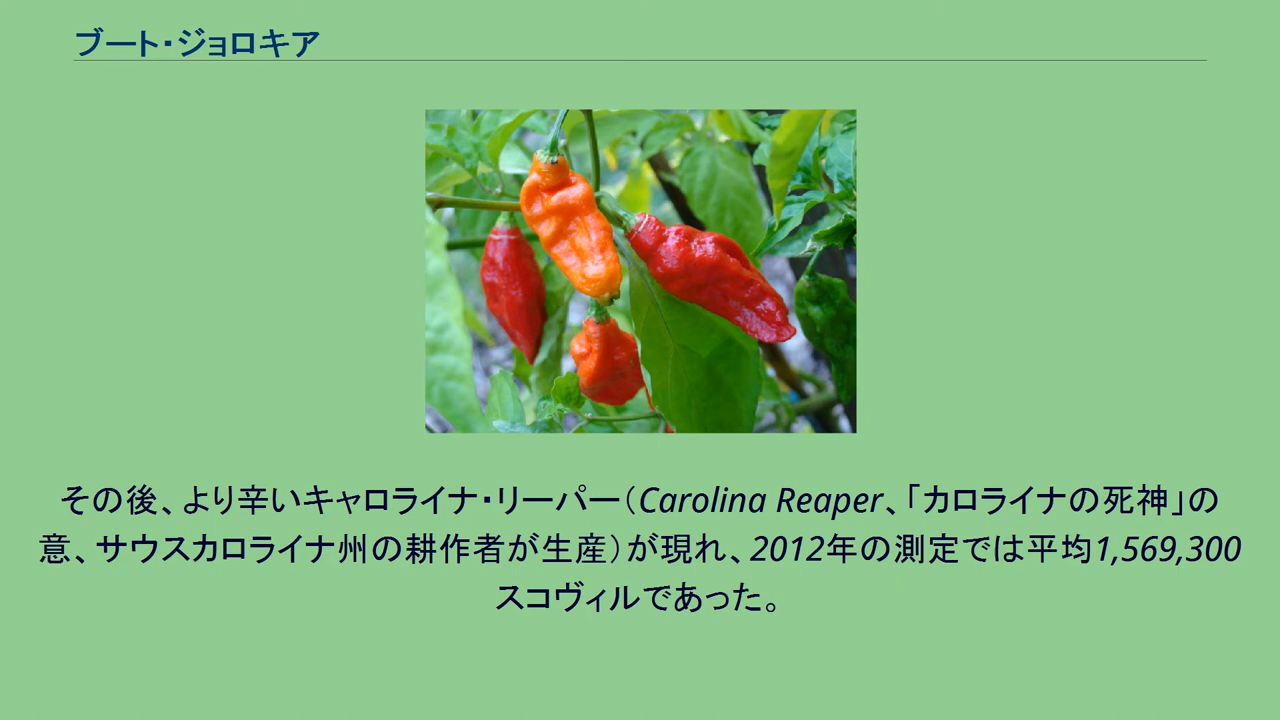 ブート・ジョロキア
その後、より辛いキャロライナ・リーパー（Carolina Reaper、「カロライナの死神」の
意、サウスカロライナ州の耕作者が生産）が現れ、2012年の測定では平均1,569,300
スコヴィルであった。